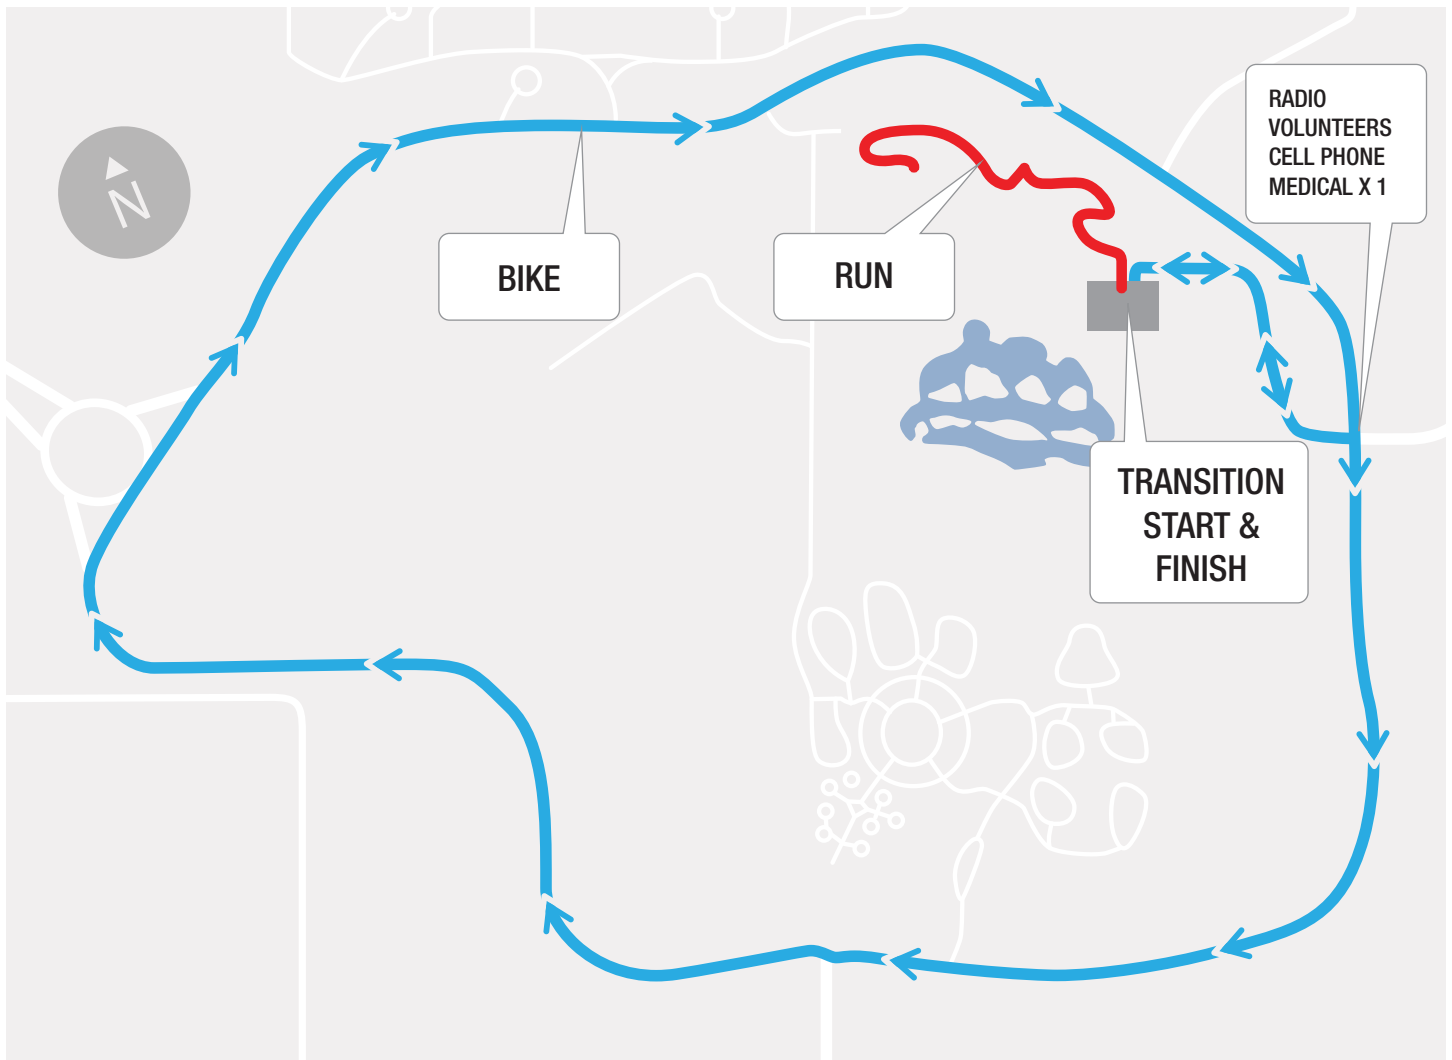 RADIO
VOLUNTEERS
CELL PHONE
MEDICAL X 1
N
BIKE
RUN
TRANSITION
START &
FINISH